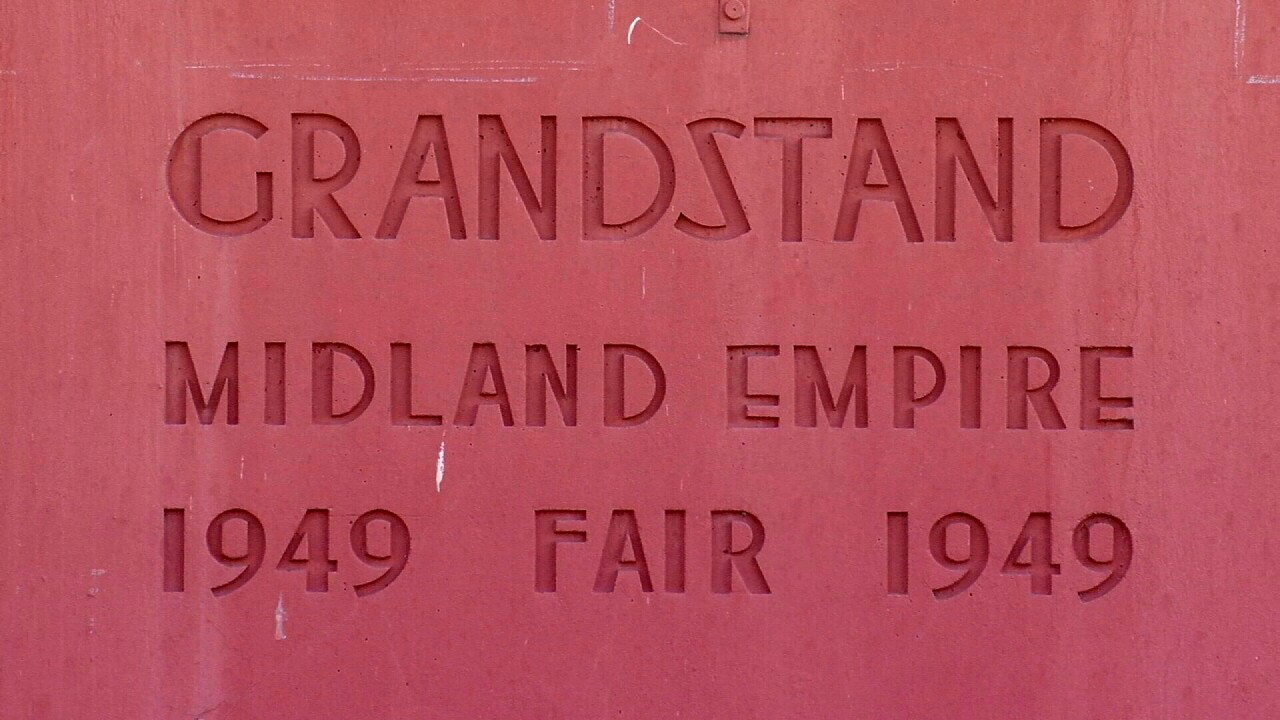 GRANDSTAND
MIDLAND EMPIRE
1949 FAIR 1949